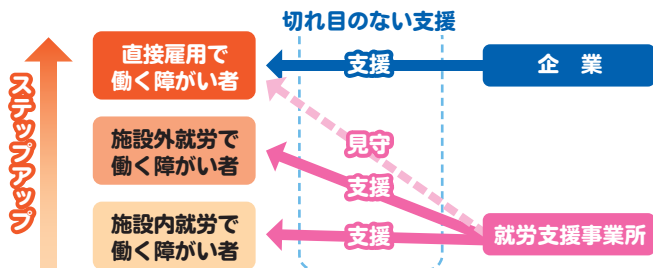 切れ目のない支援
ステップアップ
直接雇用で
働く障がい者
支援
企　業
施設外就労で
働く障がい者
見守
支援
施設内就労で
働く障がい者
支援
就労支援事業所